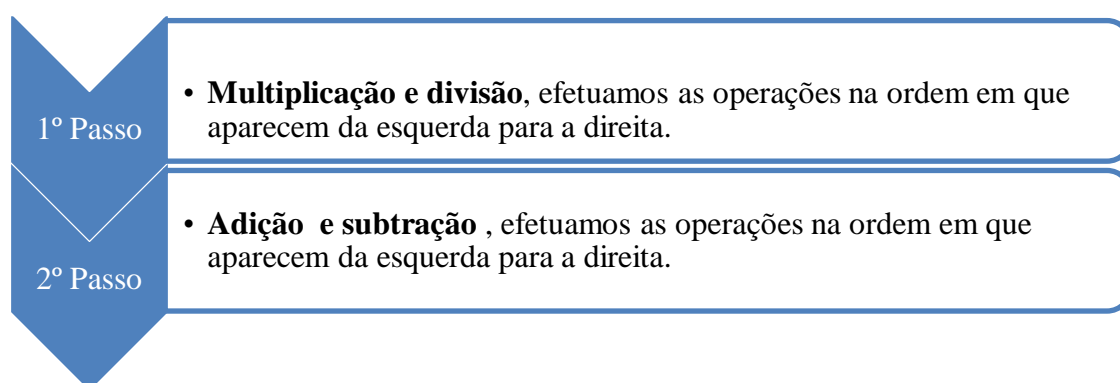 1º Passo
• Multiplicação e divisão, efetuamos as operações na ordem em que
aparecem da esquerda para a direita.
2º Passo
• Adição e subtração , efetuamos as operações na ordem em que
aparecem da esquerda para a direita.